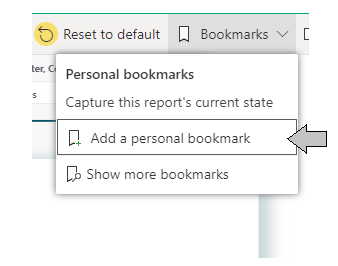 Reset to default
Bookmarks
ter, C
s
Personal bookmarks
Capture this report's current state
Add a personal bookmark
Show more bookmarks